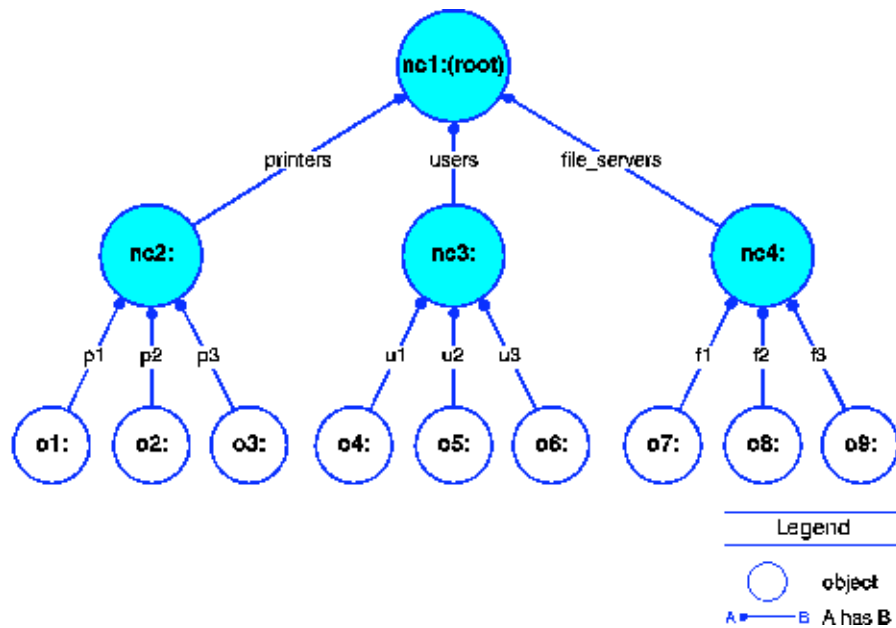 nc1:(root)
printers
users
file_servers
nc2:
nc3:
nc4:
p1
p2
p3
u1
u2
u3
f1
f2
f3
o1:
o2:
o3:
o4:
o5:
o6:
o7:
o8:
o9:
Legend
object
A B A has B